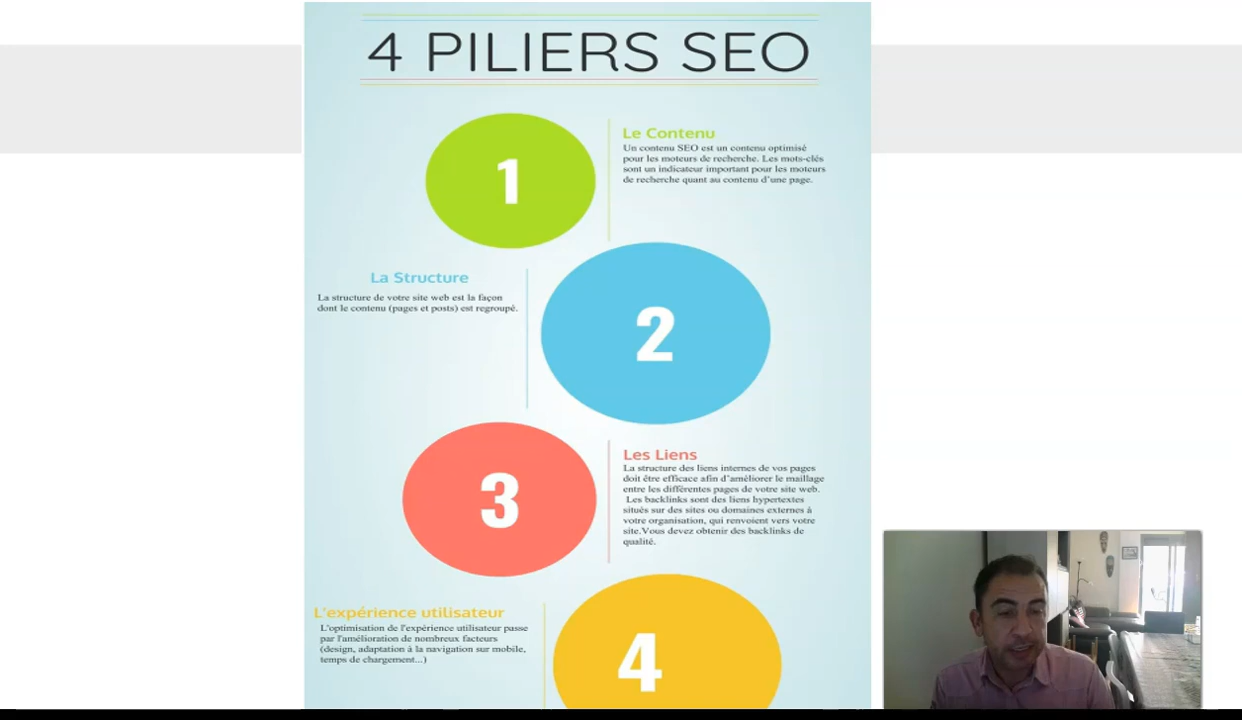 4 PILIERS SEO
1
Le Contenu
Un contenu SEO est un contenu optimisé
pour les moteurs de recherche. Les mots-clés
sont un indicateur important pour les moteurs
de recherche quant au contenu d'une page.
La Structure
La structure de votre site web est la façon
dont le contenu (pages et posts) est regroupé.
2
3
Les Liens
La structure des liens internes de vos pages
doit être efficace afin d'améliorer le maillage
entre les différentes pages de votre site web.
Les backlinks sont des liens hypertextes
situés sur des sites ou domaines externes à
votre organisation, qui renvoient vers votre
site.Vous devez obtenir des backlinks de
qualité.
L'expérience utilisateur
L'optimisation de l'expérience utilisateur passe
par l'amélioration de nombreux facteurs
(design, adaptation à la navigation sur mobile,
temps de chargement...)
4